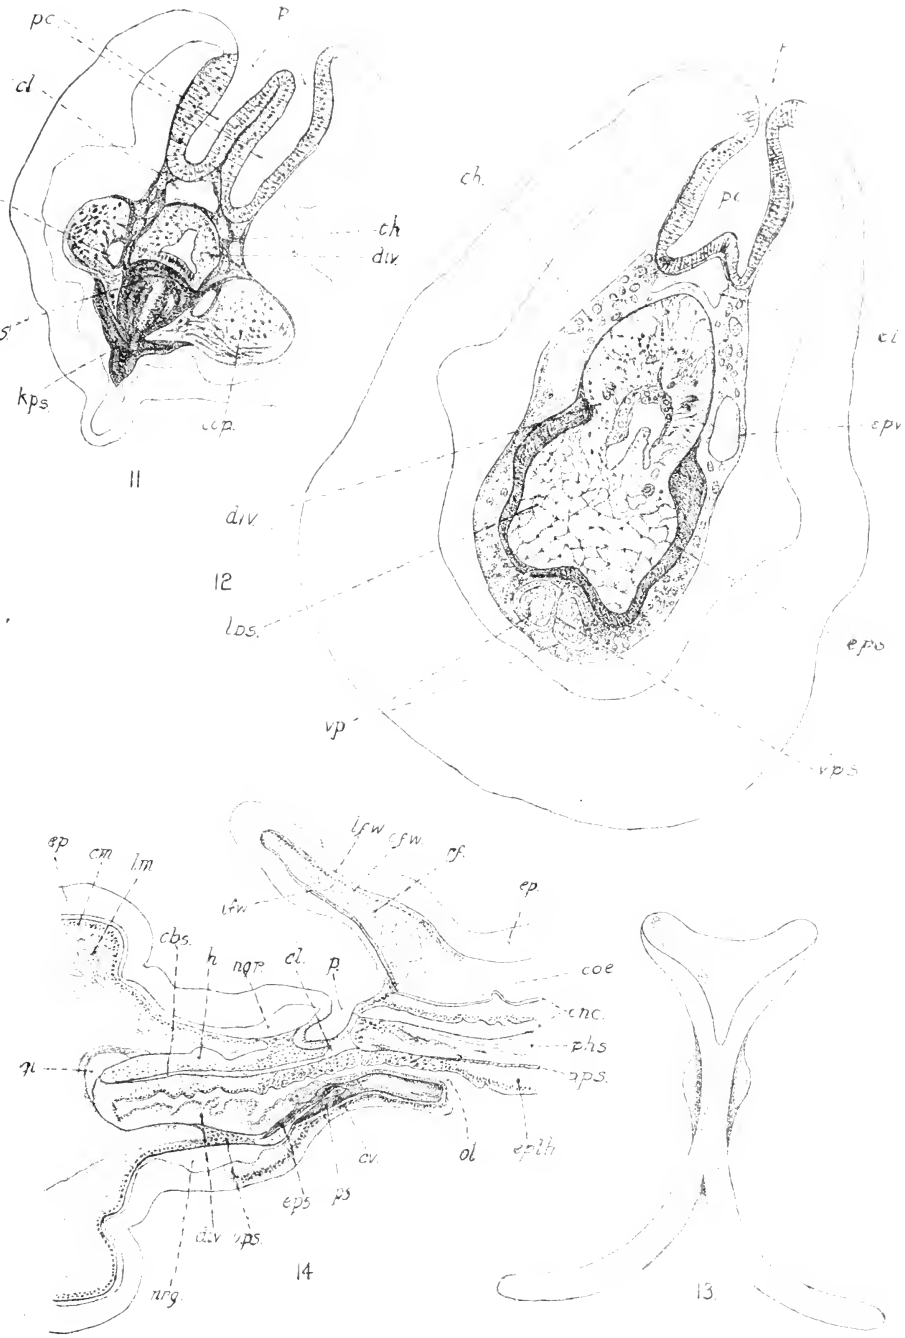 pc.
p
cl
ch
div.
s
kps.
11
ch.
pc
cl
epv
div.
12
lbs.
epo
vp
vps
ep
cm
lm
cbs.
h
ngr.
cl.
p.
lfw
cfw.
rf.
ifw
ep.
coe
cnc.
phs
aps.
epth
ol
cv.
ps
eps
vps.
div
nrg.
14
13.